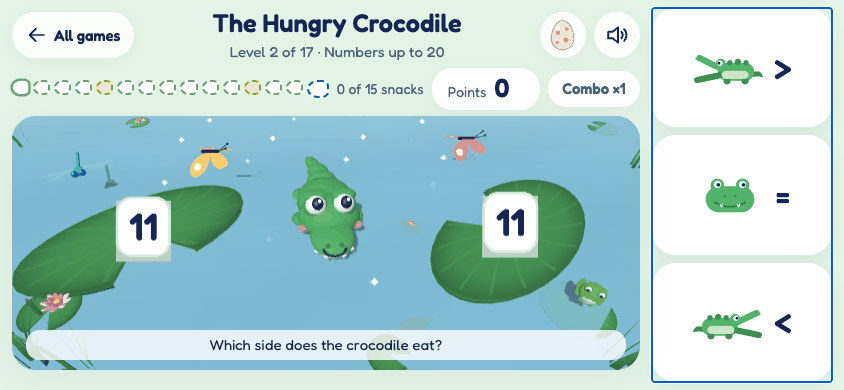 All games
The Hungry Crocodile
Level 2 of 17 · Numbers up to 20
0 of 15 snacks
Points 0
Combo x1
11
11
Which side does the crocodile eat?
>
=
<